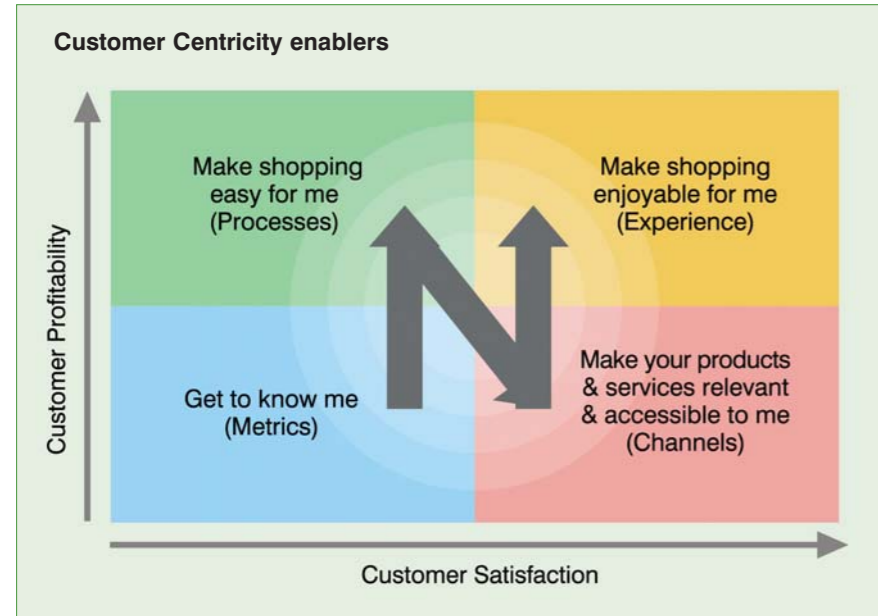 Customer Centricity enablers
Customer Profitability
Make shopping
easy for me
(Processes)
Make shopping
enjoyable for me
(Experience)
Get to know me
(Metrics)
Make your products
& services relevant
& accessible to me
(Channels)
Customer Satisfaction